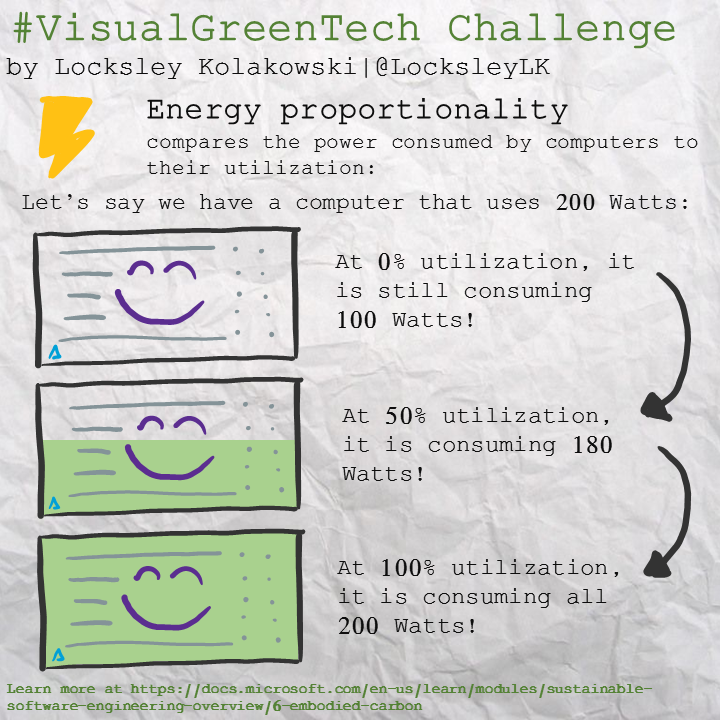 #VisualGreenTech Challenge
by Locksley Kolakowski|@LocksleyLK
Energy proportionality
compares the power consumed by computers to
their utilization:
Let's say we have a computer that uses 200 Watts:
At 0% utilization, it
is still consuming
100 Watts!
At 50% utilization,
it is consuming 180
Watts!
At 100% utilization,
it is consuming all
200 Watts!
Learn more at https://docs.microsoft.com/en-us/learn/modules/sustainable-
software-engineering-overview/6-embodied-carbon